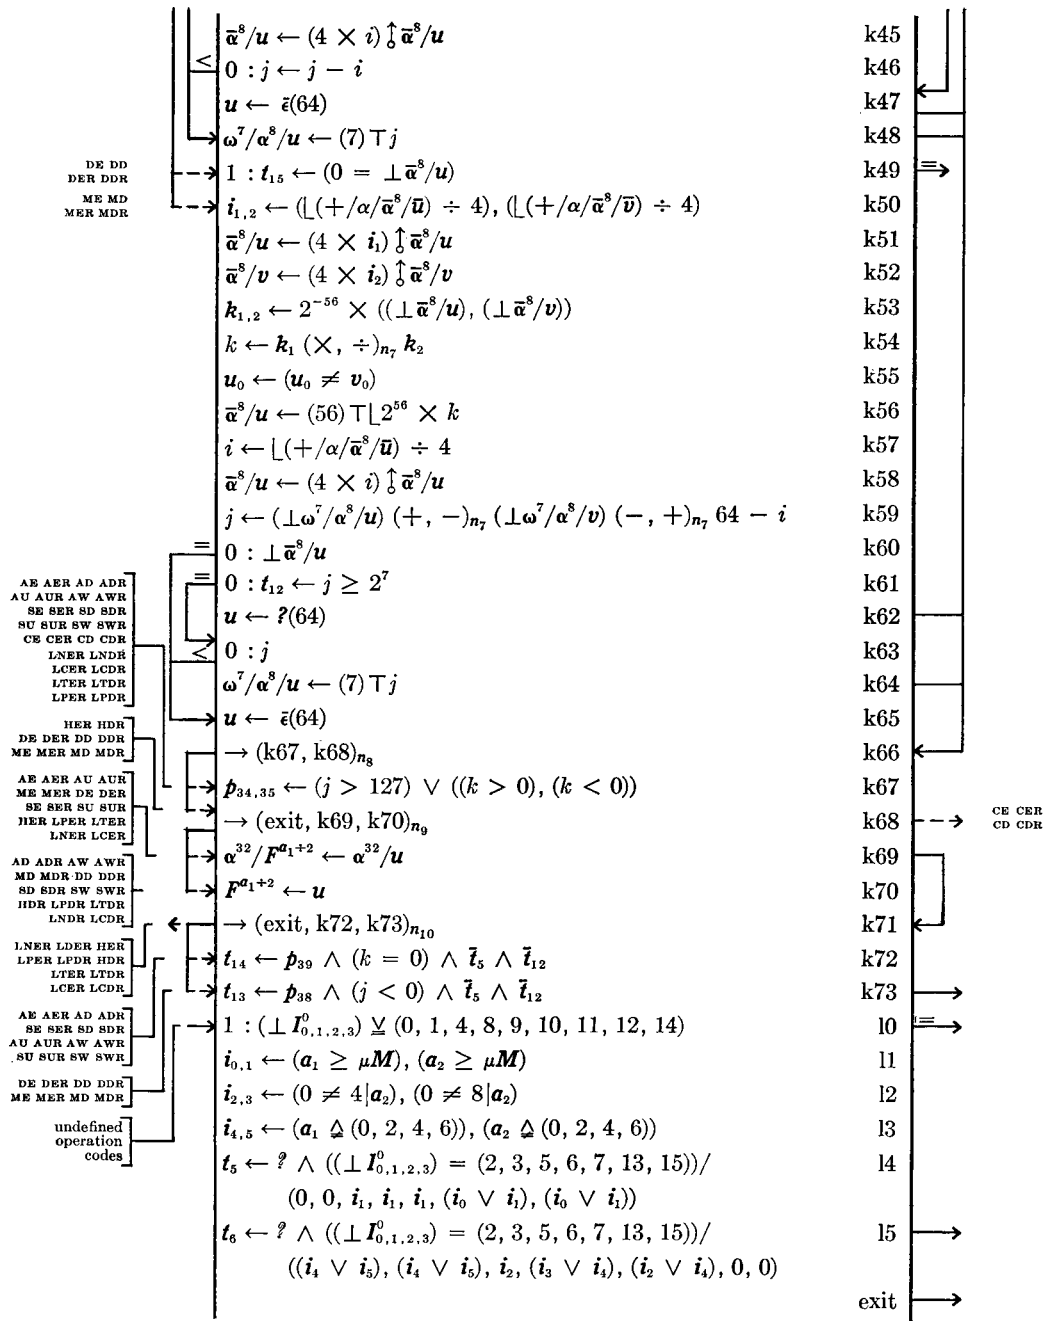 ᾱ⁸/u ← (4 × i) ⥉ ᾱ⁸/u k45
< 0 : j ← j − i k46
u ← ε̄(64) k47
ω⁷/α⁸/u ← (7) ⊤ j k48
DE DD
DER DDR
1 : t₁₅ ← (0 = ⊥ᾱ⁸/u) k49 =
ME MD
MER MDR
i₁,₂ ← (⌊(+/α/ᾱ⁸/ū) ÷ 4), (⌊(+/α/ᾱ⁸/v̄) ÷ 4) k50
ᾱ⁸/u ← (4 × i₁) ⥉ ᾱ⁸/u k51
ᾱ⁸/v ← (4 × i₂) ⥉ ᾱ⁸/v k52
k₁,₂ ← 2⁻⁵⁶ × ((⊥ᾱ⁸/u), (⊥ᾱ⁸/v)) k53
k ← k₁ (×, ÷)ₙ₇ k₂ k54
u₀ ← (u₀ ≠ v₀) k55
ᾱ⁸/u ← (56) ⊤⌊2⁵⁶ × k k56
i ← ⌊(+/α/ᾱ⁸/ū) ÷ 4 k57
ᾱ⁸/u ← (4 × i) ⥉ ᾱ⁸/u k58
j ← (⊥ω⁷/α⁸/u) (+, −)ₙ₇ (⊥ω⁷/α⁸/v) (−, +)ₙ₇ 64 − i k59
= 0 : ⊥ᾱ⁸/u k60
= 0 : t₁₂ ← j ≥ 2⁷ k61
u ← ?(64) k62
< 0 : j k63
ω⁷/α⁸/u ← (7) ⊤ j k64
u ← ε̄(64) k65
→ (k67, k68)ₙ₈ k66
AE AER AD ADR
AU AUR AW AWR
SE SER SD SDR
SU SUR SW SWR
CE CER CD CDR
LNER LNDR
LCER LCDR
LTER LTDR
LPER LPDR
p₃₄,₃₅ ← (j > 127) ∨ ((k > 0), (k < 0)) k67
HER HDR
DE DER DD DDR
ME MER MD MDR
→ (exit, k69, k70)ₙ₉ k68
CE CER
CD CDR
AE AER AU AUR
ME MER DE DER
SE SER SU SUR
HER LPER LTER
LNER LCER
α³²/F^(a₁÷2) ← α³²/u k69
AD ADR AW AWR
MD MDR DD DDR
SD SDR SW SWR
HDR LPDR LTDR
LNDR LCDR
F^(a₁÷2) ← u k70
→ (exit, k72, k73)ₙ₁₀ k71
LNER LDER HER
LPER LPDR HDR
LTER LTDR
LCER LCDR
t₁₄ ← p₃₉ ∧ (k = 0) ∧ t̄₅ ∧ t̄₁₂ k72
AE AER AD ADR
SE SER SD SDR
AU AUR AW AWR
SU SUR SW SWR
t₁₃ ← p₃₈ ∧ (j < 0) ∧ t̄₅ ∧ t̄₁₂ k73
DE DER DD DDR
ME MER MD MDR
undefined
operation
codes
1 : (⊥I⁰₀,₁,₂,₃) ⊻ (0, 1, 4, 8, 9, 10, 11, 12, 14) l0 =
i₀,₁ ← (a₁ ≥ μM), (a₂ ≥ μM) l1
i₂,₃ ← (0 ≠ 4|a₂), (0 ≠ 8|a₂) l2
i₄,₅ ← (a₁ ≙ (0, 2, 4, 6)), (a₂ ≙ (0, 2, 4, 6)) l3
t₅ ← ? ∧ ((⊥I⁰₀,₁,₂,₃) = (2, 3, 5, 6, 7, 13, 15))/ l4
(0, 0, i₁, i₁, i₁, (i₀ ∨ i₁), (i₀ ∨ i₁))
t₆ ← ? ∧ ((⊥I⁰₀,₁,₂,₃) = (2, 3, 5, 6, 7, 13, 15))/ l5
((i₄ ∨ i₅), (i₄ ∨ i₅), i₂, (i₃ ∨ i₄), (i₂ ∨ i₄), 0, 0)
exit